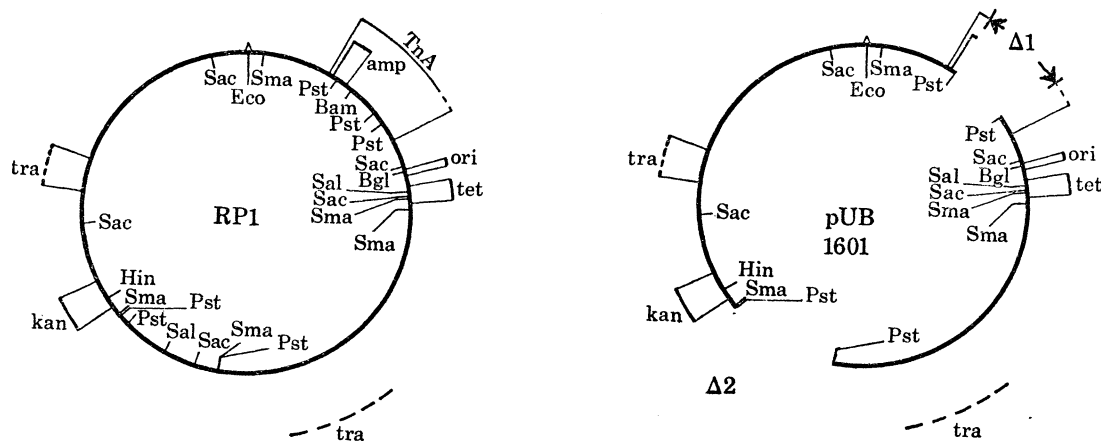 TnA
amp
Sac
Eco
Sma
Pst
Bam
Pst
Pst
tra
Sac
Bgl
ori
Sal
Sac
Sma
tet
Sma
RP1
Sac
Hin
Sma
Pst
kan
Pst
Sal
Sac
Sma
Pst
tra
Δ1
Sac
Eco
Sma
Pst
Pst
tra
Sac
Bgl
ori
Sal
Sac
Sma
tet
Sma
pUB
1601
Sac
Hin
Sma
Pst
kan
Pst
Δ2
tra